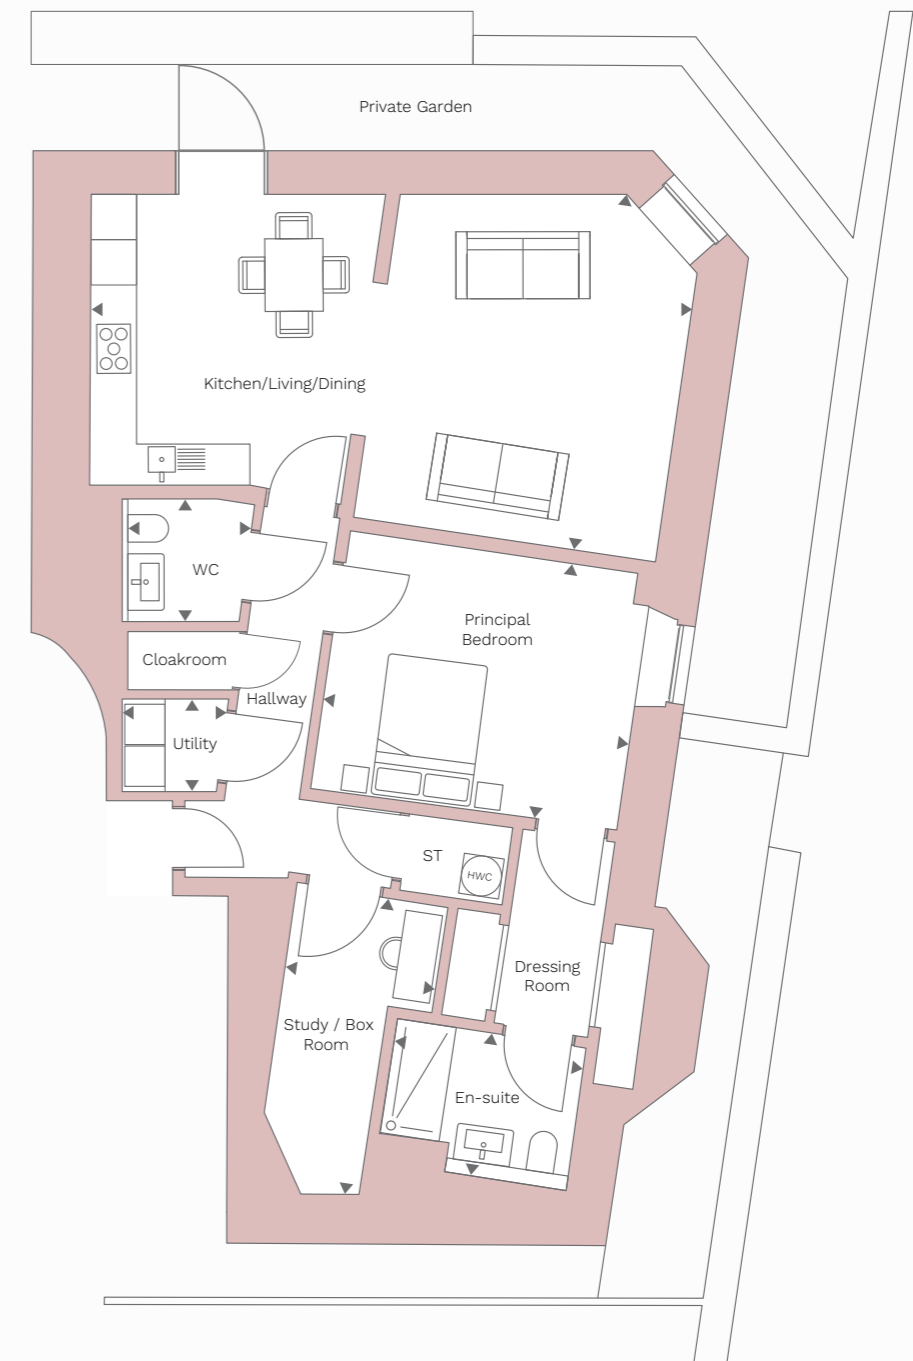 Private Garden
Kitchen/Living/Dining
WC
Principal
Bedroom
Cloakroom
Hallway
Utility
ST
HWC
Dressing
Room
Study / Box
Room
En-suite